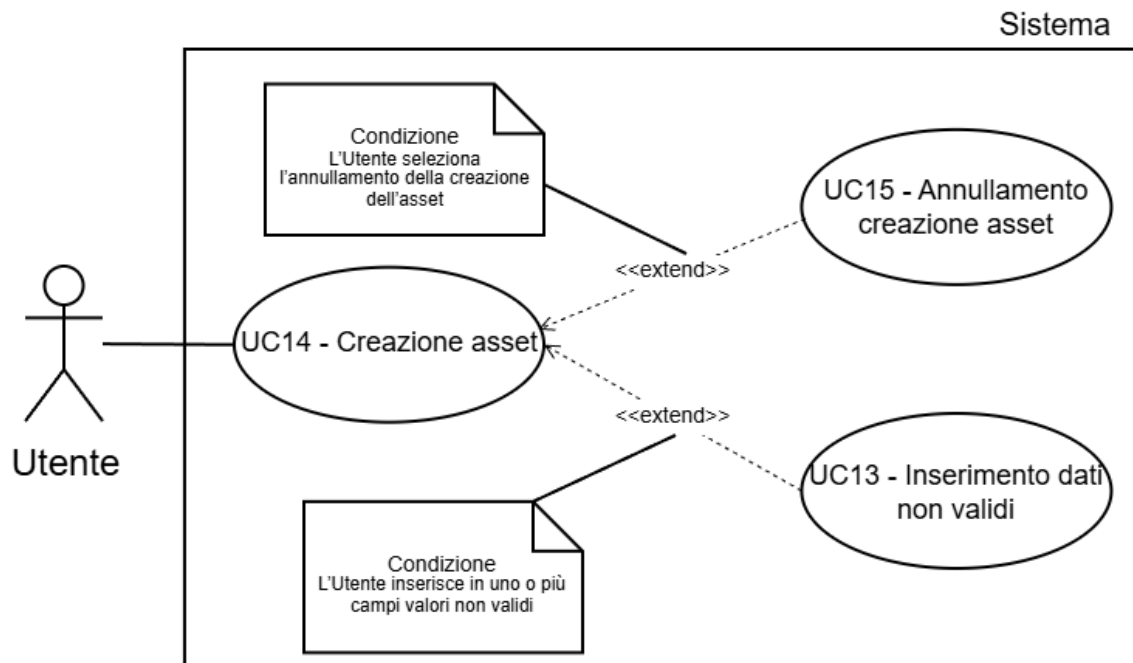 Sistema
Condizione
L'Utente seleziona
l'annullamento della creazione
dell'asset
UC15 - Annullamento
creazione asset
<<extend>>
UC14 - Creazione asset
<<extend>>
Utente
UC13 - Inserimento dati
non validi
Condizione
L'Utente inserisce in uno o più
campi valori non validi